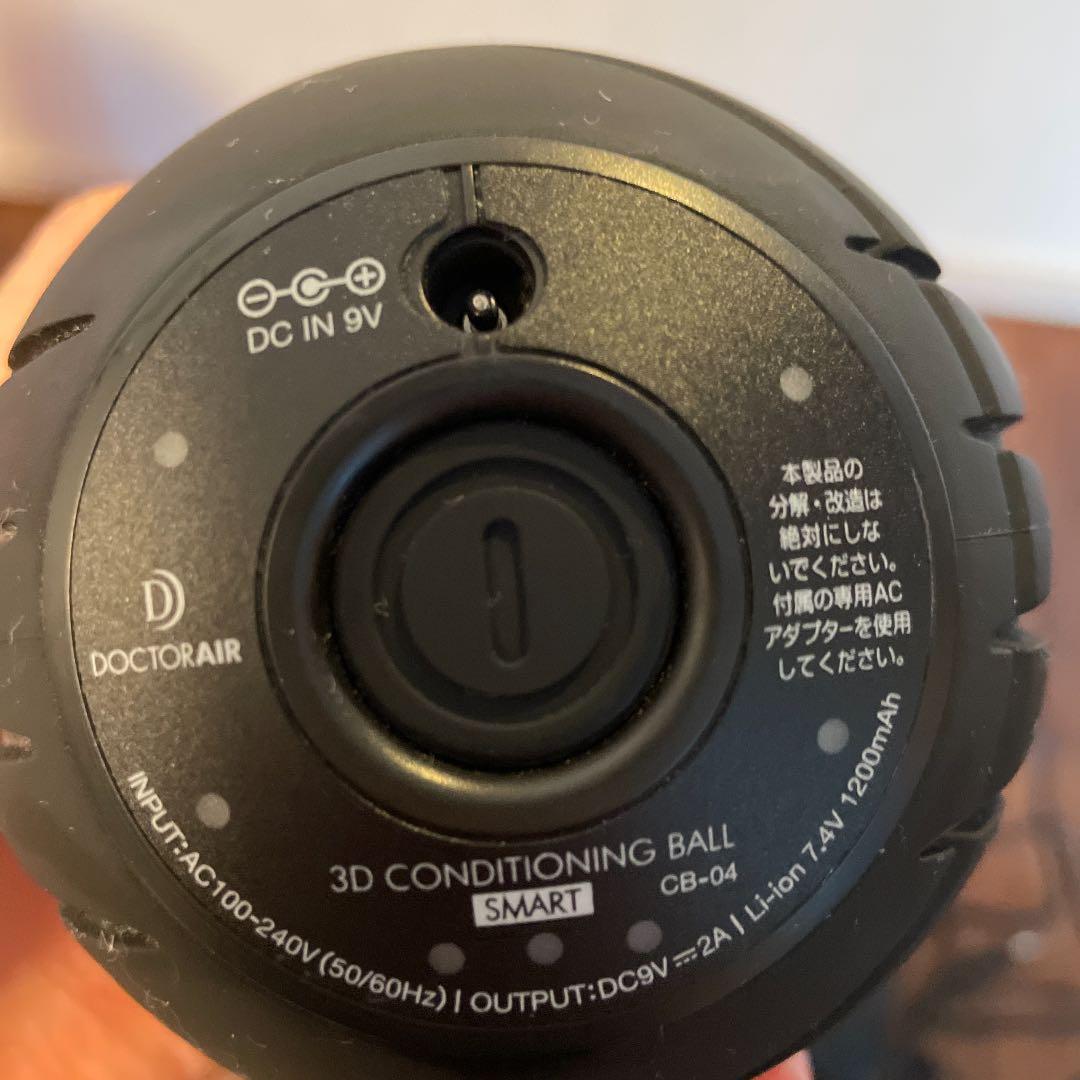 DC IN 9V
本製品の
分解・改造は
絶対にしな
いでください。
付属の専用AC
アダプターを使用
してください。
DOCTORAIR
3D CONDITIONING BALL
SMART CB-04
INPUT:AC100-240V(50/60Hz) | OUTPUT:DC9V⎓2A | Li-ion 7.4V 1200mAh